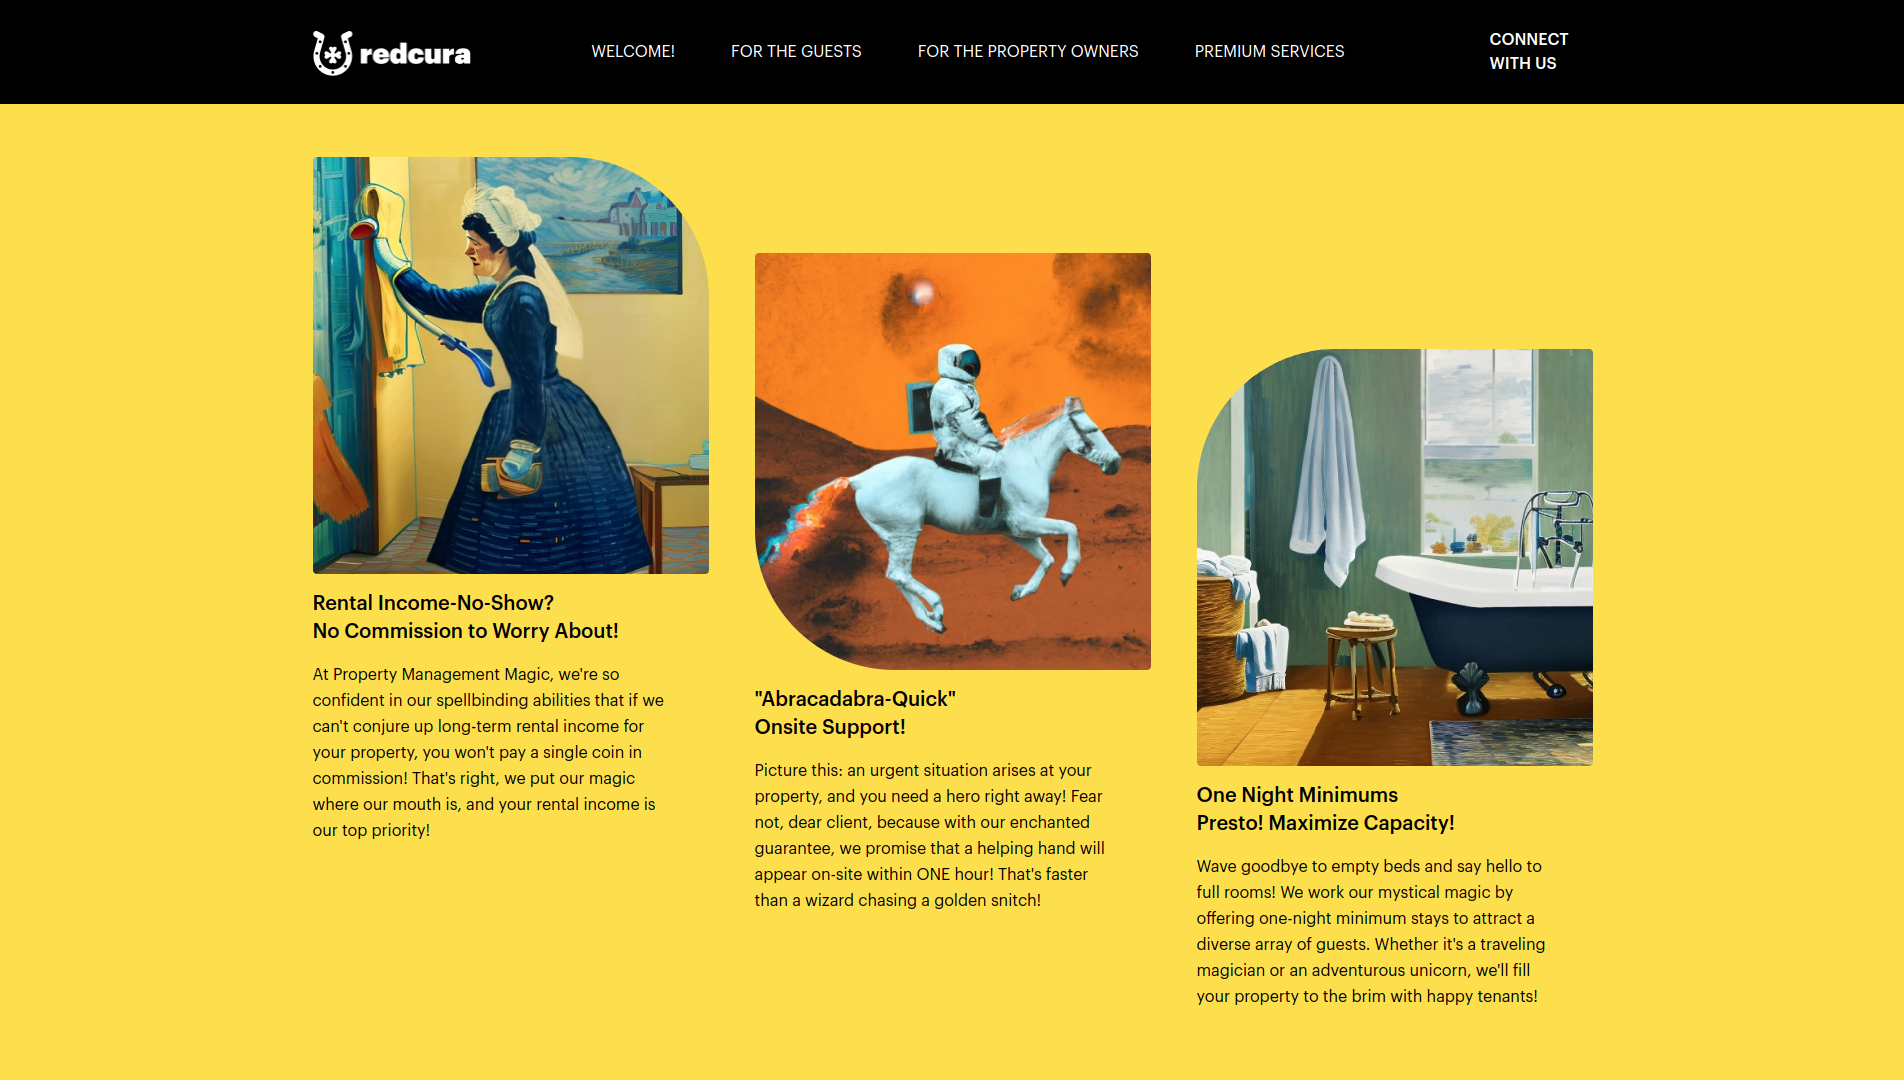 redcura
WELCOME!
FOR THE GUESTS
FOR THE PROPERTY OWNERS
PREMIUM SERVICES
CONNECT
WITH US
Rental Income-No-Show?
No Commission to Worry About!
At Property Management Magic, we're so
confident in our spellbinding abilities that if we
can't conjure up long-term rental income for
your property, you won't pay a single coin in
commission! That's right, we put our magic
where our mouth is, and your rental income is
our top priority!
"Abracadabra-Quick"
Onsite Support!
Picture this: an urgent situation arises at your
property, and you need a hero right away! Fear
not, dear client, because with our enchanted
guarantee, we promise that a helping hand will
appear on-site within ONE hour! That's faster
than a wizard chasing a golden snitch!
One Night Minimums
Presto! Maximize Capacity!
Wave goodbye to empty beds and say hello to
full rooms! We work our mystical magic by
offering one-night minimum stays to attract a
diverse array of guests. Whether it's a traveling
magician or an adventurous unicorn, we'll fill
your property to the brim with happy tenants!